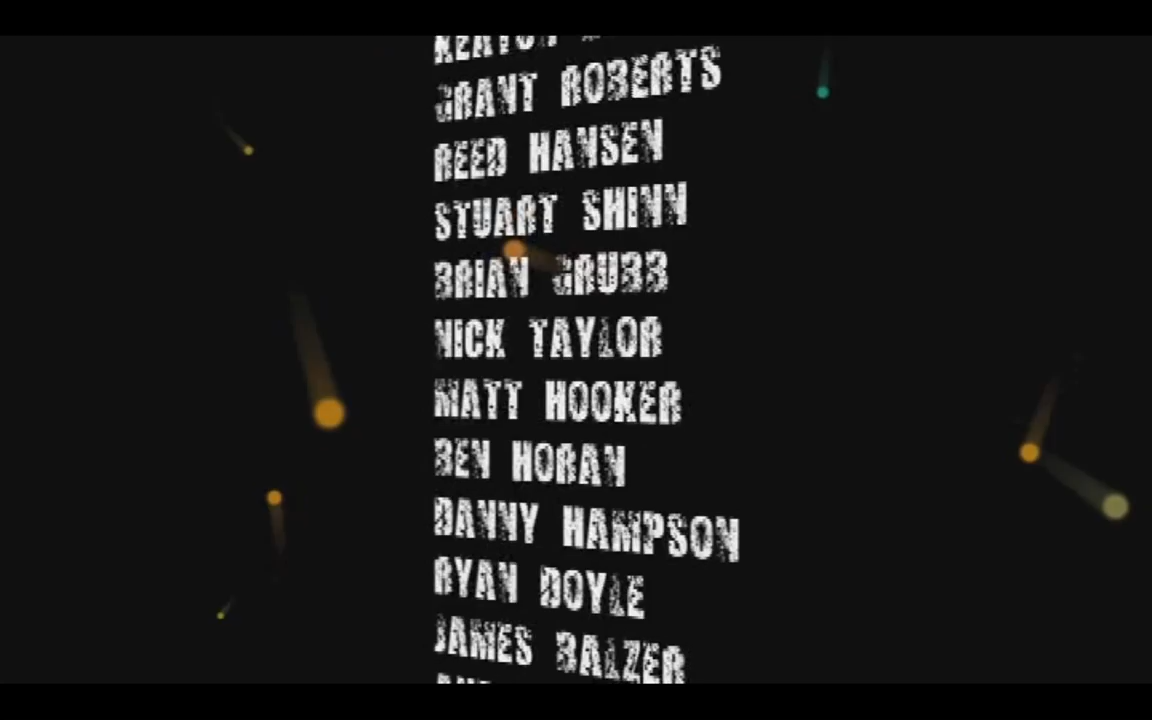 GRANT ROBERTS
REED HANSEN
STUART SHINN
BRIAN GRUBB
NICK TAYLOR
MATT HOOKER
BEN HORAN
DANNY HAMPSON
RYAN DOYLE
JAMES BALZER